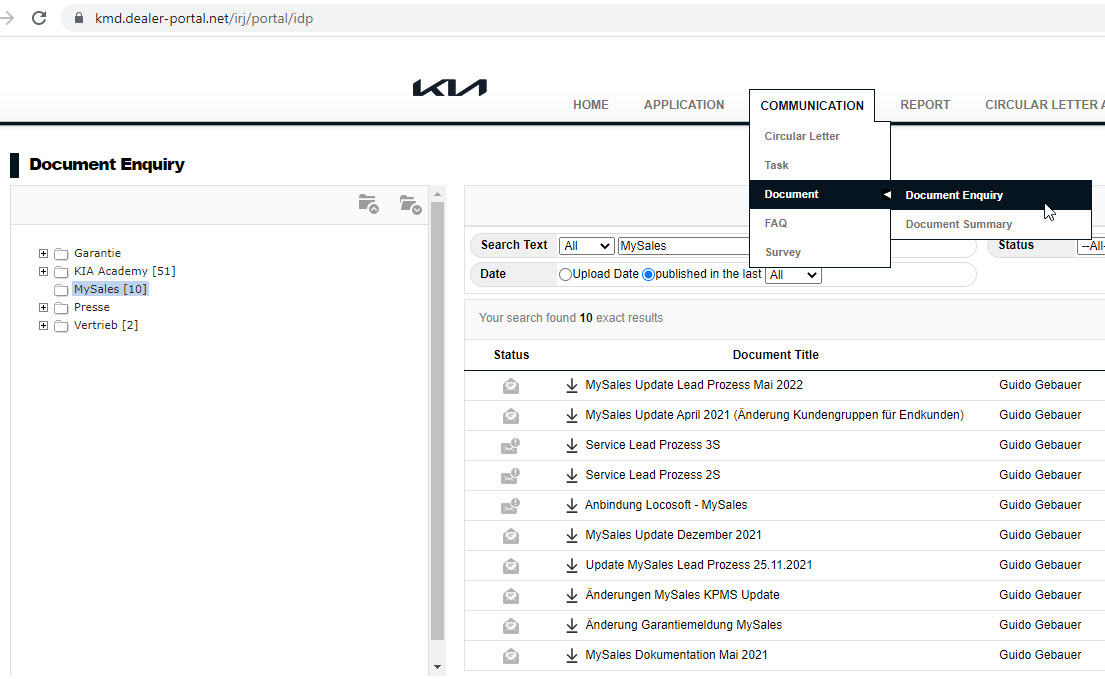 kmd.dealer-portal.net/irj/portal/idp
KIA
HOME APPLICATION COMMUNICATION REPORT CIRCULAR LETTER A
Circular Letter
Task
Document Document Enquiry
FAQ Document Summary
Survey
Document Enquiry
Garantie
KIA Academy [51]
MySales [10]
Presse
Vertrieb [2]
Search Text All MySales Status --All-
Date Upload Date published in the last All
Your search found 10 exact results
Status Document Title
MySales Update Lead Prozess Mai 2022 Guido Gebauer
MySales Update April 2021 (Änderung Kundengruppen für Endkunden) Guido Gebauer
Service Lead Prozess 3S Guido Gebauer
Service Lead Prozess 2S Guido Gebauer
Anbindung Locosoft - MySales Guido Gebauer
MySales Update Dezember 2021 Guido Gebauer
Update MySales Lead Prozess 25.11.2021 Guido Gebauer
Änderungen MySales KPMS Update Guido Gebauer
Änderung Garantiemeldung MySales Guido Gebauer
MySales Dokumentation Mai 2021 Guido Gebauer